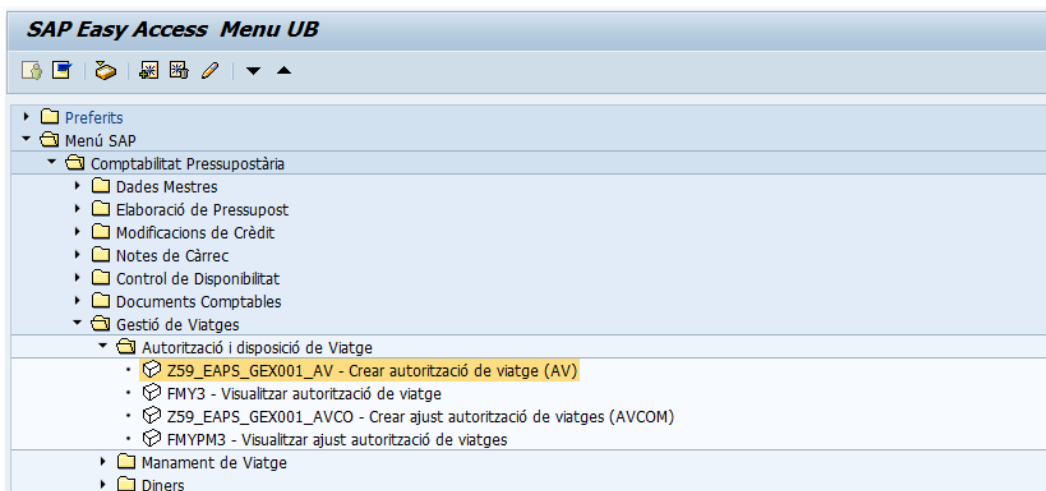 SAP Easy Access Menu UB
Preferits
Menú SAP
Comptabilitat Pressupostària
Dades Mestres
Elaboració de Pressupost
Modificacions de Crèdit
Notes de Càrrec
Control de Disponibilitat
Documents Comptables
Gestió de Viatges
Autorització i disposició de Viatge
Z59_EAPS_GEX001_AV - Crear autorització de viatge (AV)
FMY3 - Visualitzar autorització de viatge
Z59_EAPS_GEX001_AVCO - Crear ajust autorització de viatges (AVCOM)
FMYPM3 - Visualitzar ajust autorització de viatges
Manament de Viatge
Diners